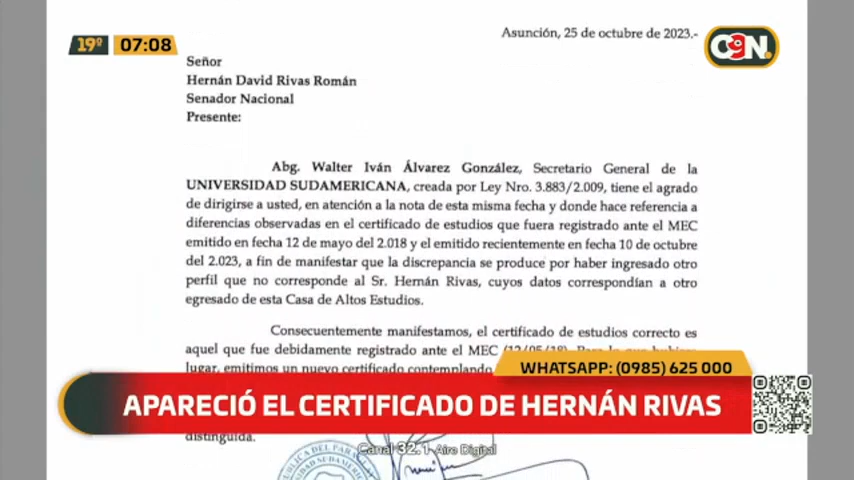 Asunción, 25 de octubre de 2023.-
19º
07:08
C9N.
Señor
Hernán David Rivas Román
Senador Nacional
Presente:
Abg. Walter Iván Álvarez González, Secretario General de la
UNIVERSIDAD SUDAMERICANA, creada por Ley Nro. 3.883/2.009, tiene el agrado
de dirigirse a usted, en atención a la nota de esta misma fecha y donde hace referencia a
diferencias observadas en el certificado de estudios que fuera registrado ante el MEC
emitido en fecha 12 de mayo del 2.018 y el emitido recientemente en fecha 10 de octubre
del 2.023, a fin de manifestar que la discrepancia se produce por haber ingresado otro
perfil que no corresponde al Sr. Hernán Rivas, cuyos datos correspondían a otro
egresado de esta Casa de Altos Estudios.
Consecuentemente manifestamos, el certificado de estudios correcto es
aquel que fue debidamente registrado ante el MEC
lugar, emitimos un nuevo certificado contemplando
WHATSAPP: (0985) 625 000
APARECIÓ EL CERTIFICADO DE HERNÁN RIVAS
distinguida.
Canal 32.1 Aire Digital